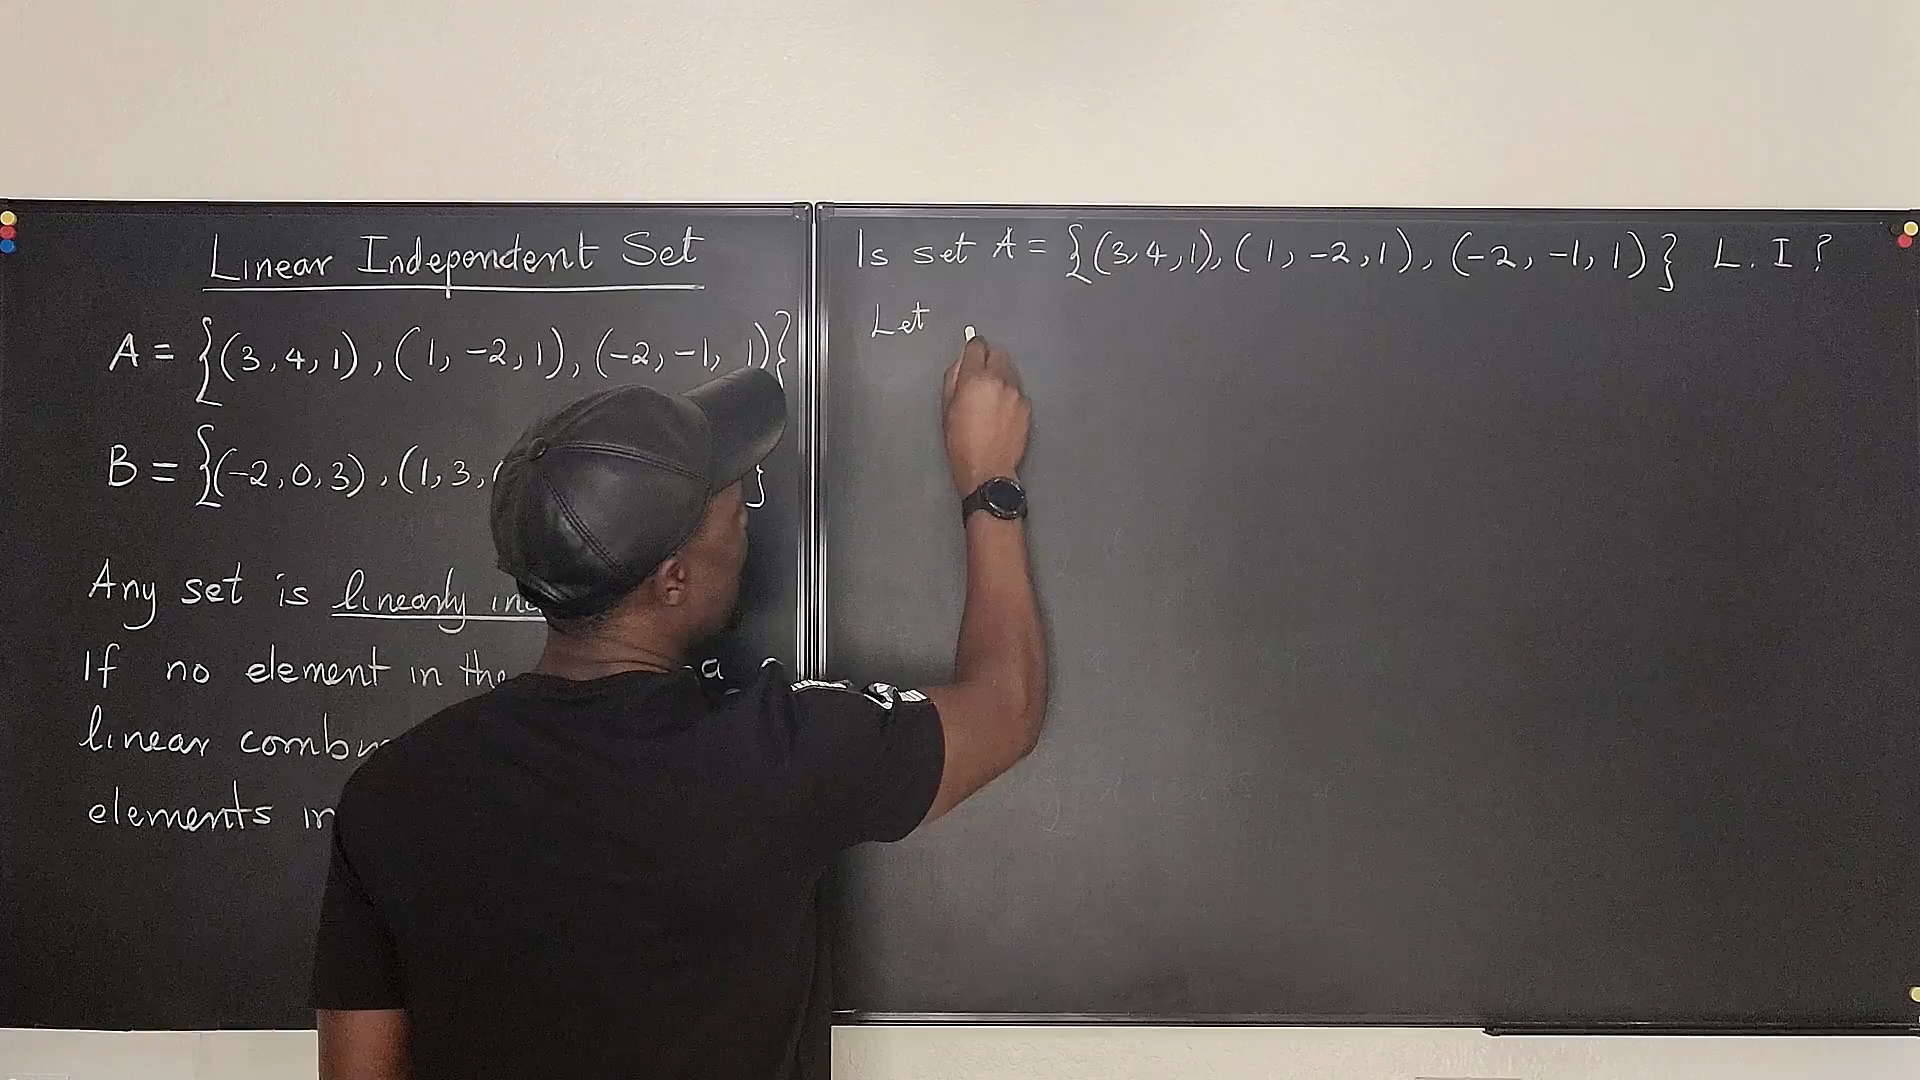 Linear Independent Set
A = {(3, 4, 1), (1, -2, 1), (-2, -1, 1)}
B = {(-2, 0, 3), (1, 3, }
Any set is linearly
If no element in the a
linear
elements
Is set A = {(3, 4, 1), (1, -2, 1), (-2, -1, 1)} L. I ?
Let